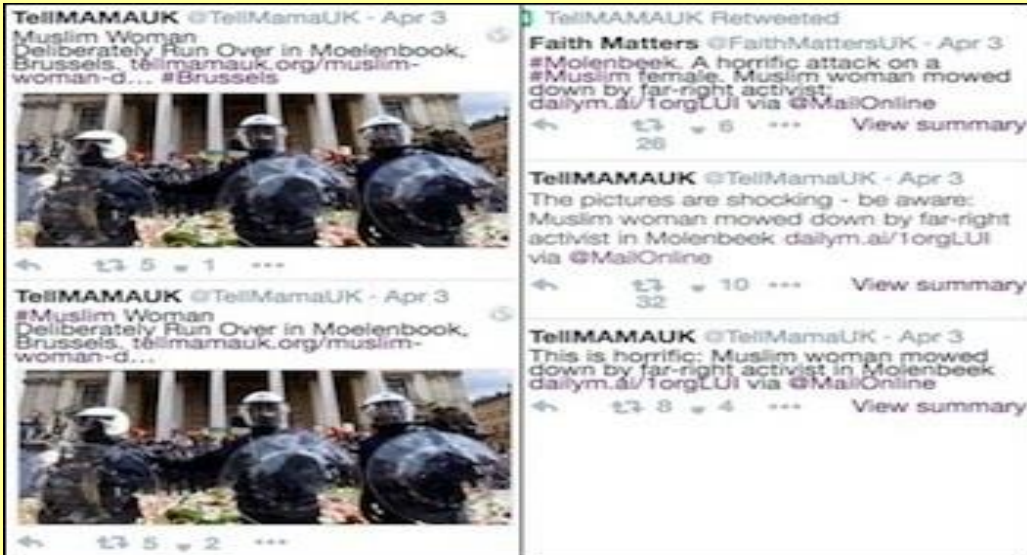 TellMAMAUK @TellMamaUK - Apr 3
Muslim Woman
Deliberately Run Over in Moelenbook,
Brussels. tellmamauk.org/muslim-
woman-d... #Brussels
5 1 •••
TellMAMAUK @TellMamaUK - Apr 3
#Muslim Woman
Deliberately Run Over in Moelenbook,
Brussels. tellmamauk.org/muslim-
woman-d...
5 2 •••
TellMAMAUK Retweeted
Faith Matters @FaithMattersUK - Apr 3
#Molenbeek. A horrific attack on a
#Muslim female. Muslim woman mowed
down by far-right activist;
dailym.ai/1orgLUI via @MailOnline
26 6 ••• View summary
TellMAMAUK @TellMamaUK - Apr 3
The pictures are shocking - be aware:
Muslim woman mowed down by far-right
activist in Molenbeek dailym.ai/1orgLUI
via @MailOnline
32 10 ••• View summary
TellMAMAUK @TellMamaUK - Apr 3
This is horrific: Muslim woman mowed
down by far-right activist in Molenbeek
dailym.ai/1orgLUI via @MailOnline
8 4 ••• View summary